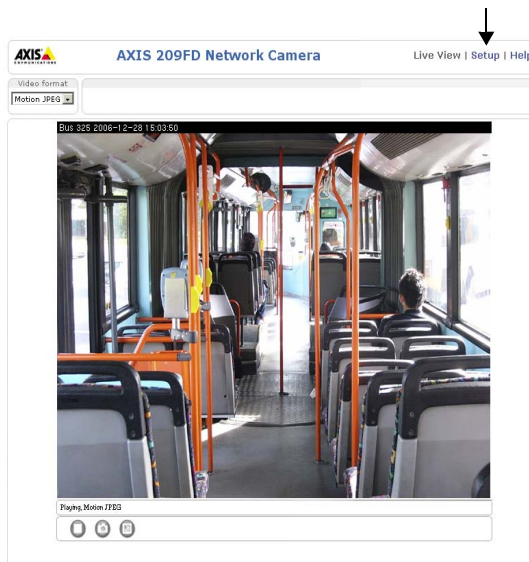 AXIS
COMMUNICATIONS
AXIS 209FD Network Camera
Live View | Setup | Help
Video format
Motion JPEG
Bus 325 2006-12-28 15:03:50
Playing, Motion JPEG